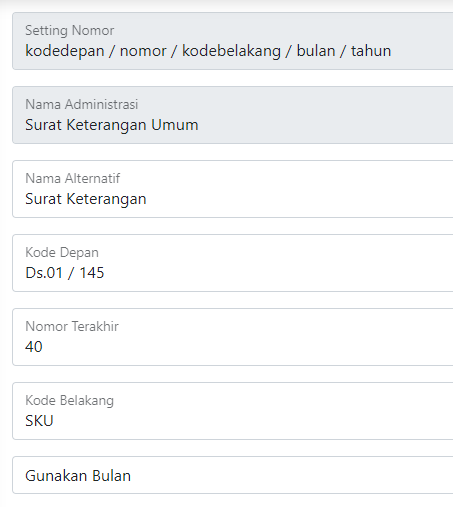 Setting Nomor
kodedepan / nomor / kodebelakang / bulan / tahun
Nama Administrasi
Surat Keterangan Umum
Nama Alternatif
Surat Keterangan
Kode Depan
Ds.01 / 145
Nomor Terakhir
40
Kode Belakang
SKU
Gunakan Bulan